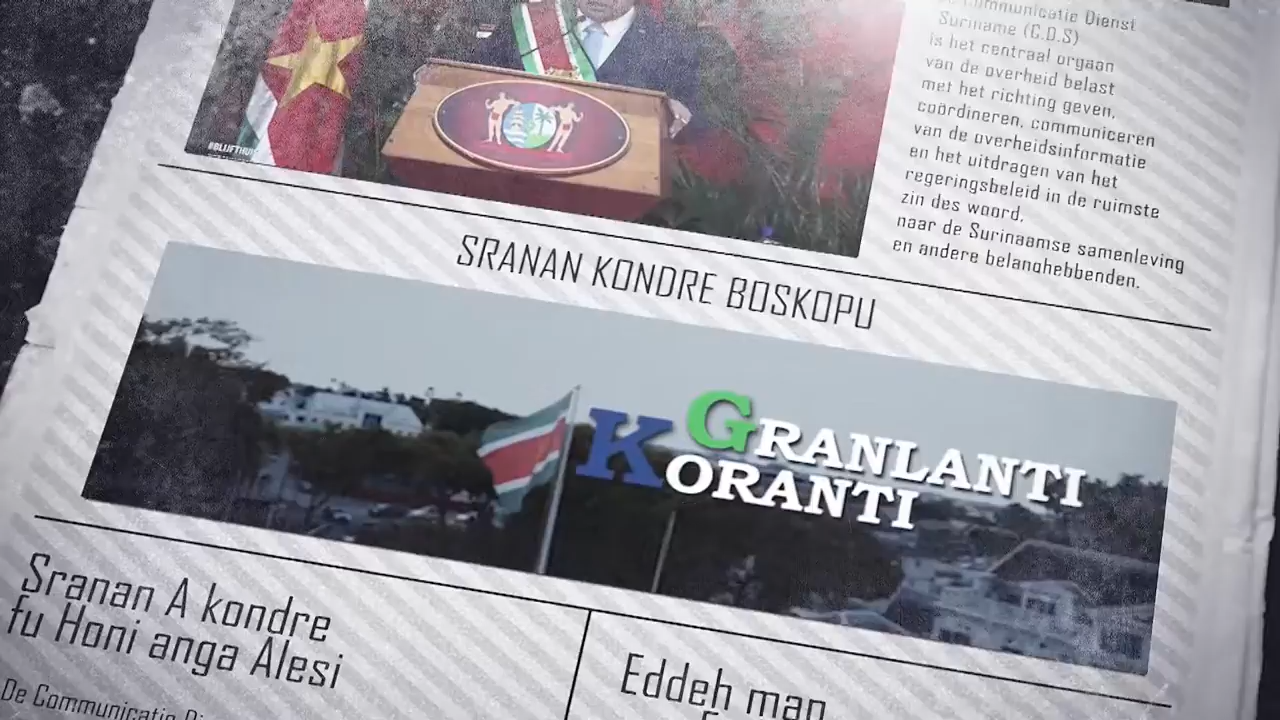 Communicatie Dienst
Suriname (C.D.S)
is het centraal orgaan
van de overheid belast
met het richting geven,
coördineren, communiceren
van de overheidsinformatie
en het uitdragen van het
regeringsbeleid in de ruimste
zin des woord,
naar de Surinaamse samenleving
en andere belanghebbenden.
SRANAN KONDRE BOSKOPU
GRANLANTI
KORANTI
Sranan A kondre
fu Honi anga Alesi
De Communicatie
Eddeh man